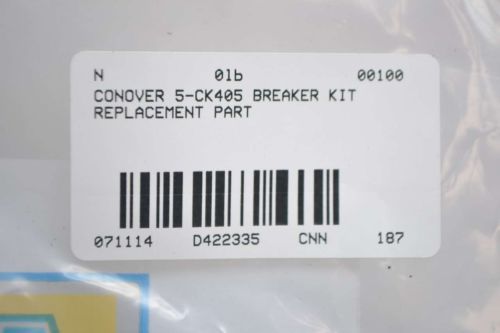 N 0lb 00100
CONOVER 5-CK405 BREAKER KIT
REPLACEMENT PART
071114 D422335 CNN 187